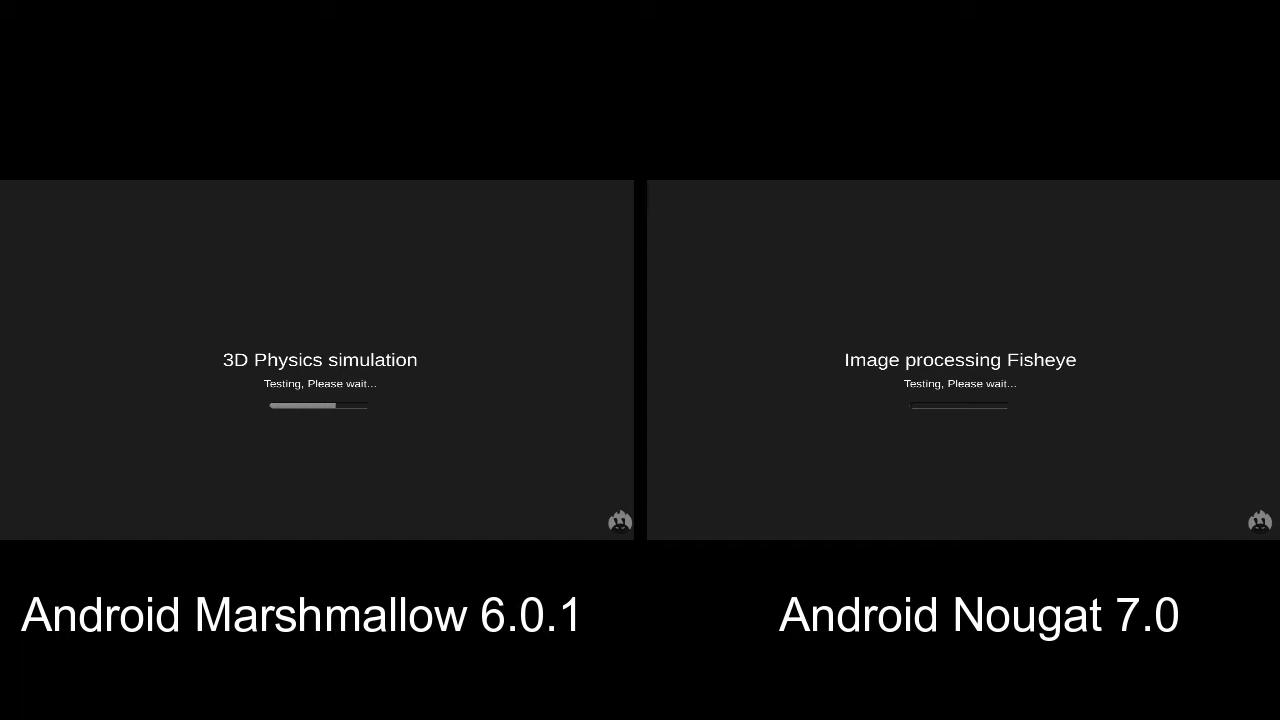 3D Physics simulation
Testing, Please wait...
Image processing Fisheye
Testing, Please wait...
Android Marshmallow 6.0.1
Android Nougat 7.0